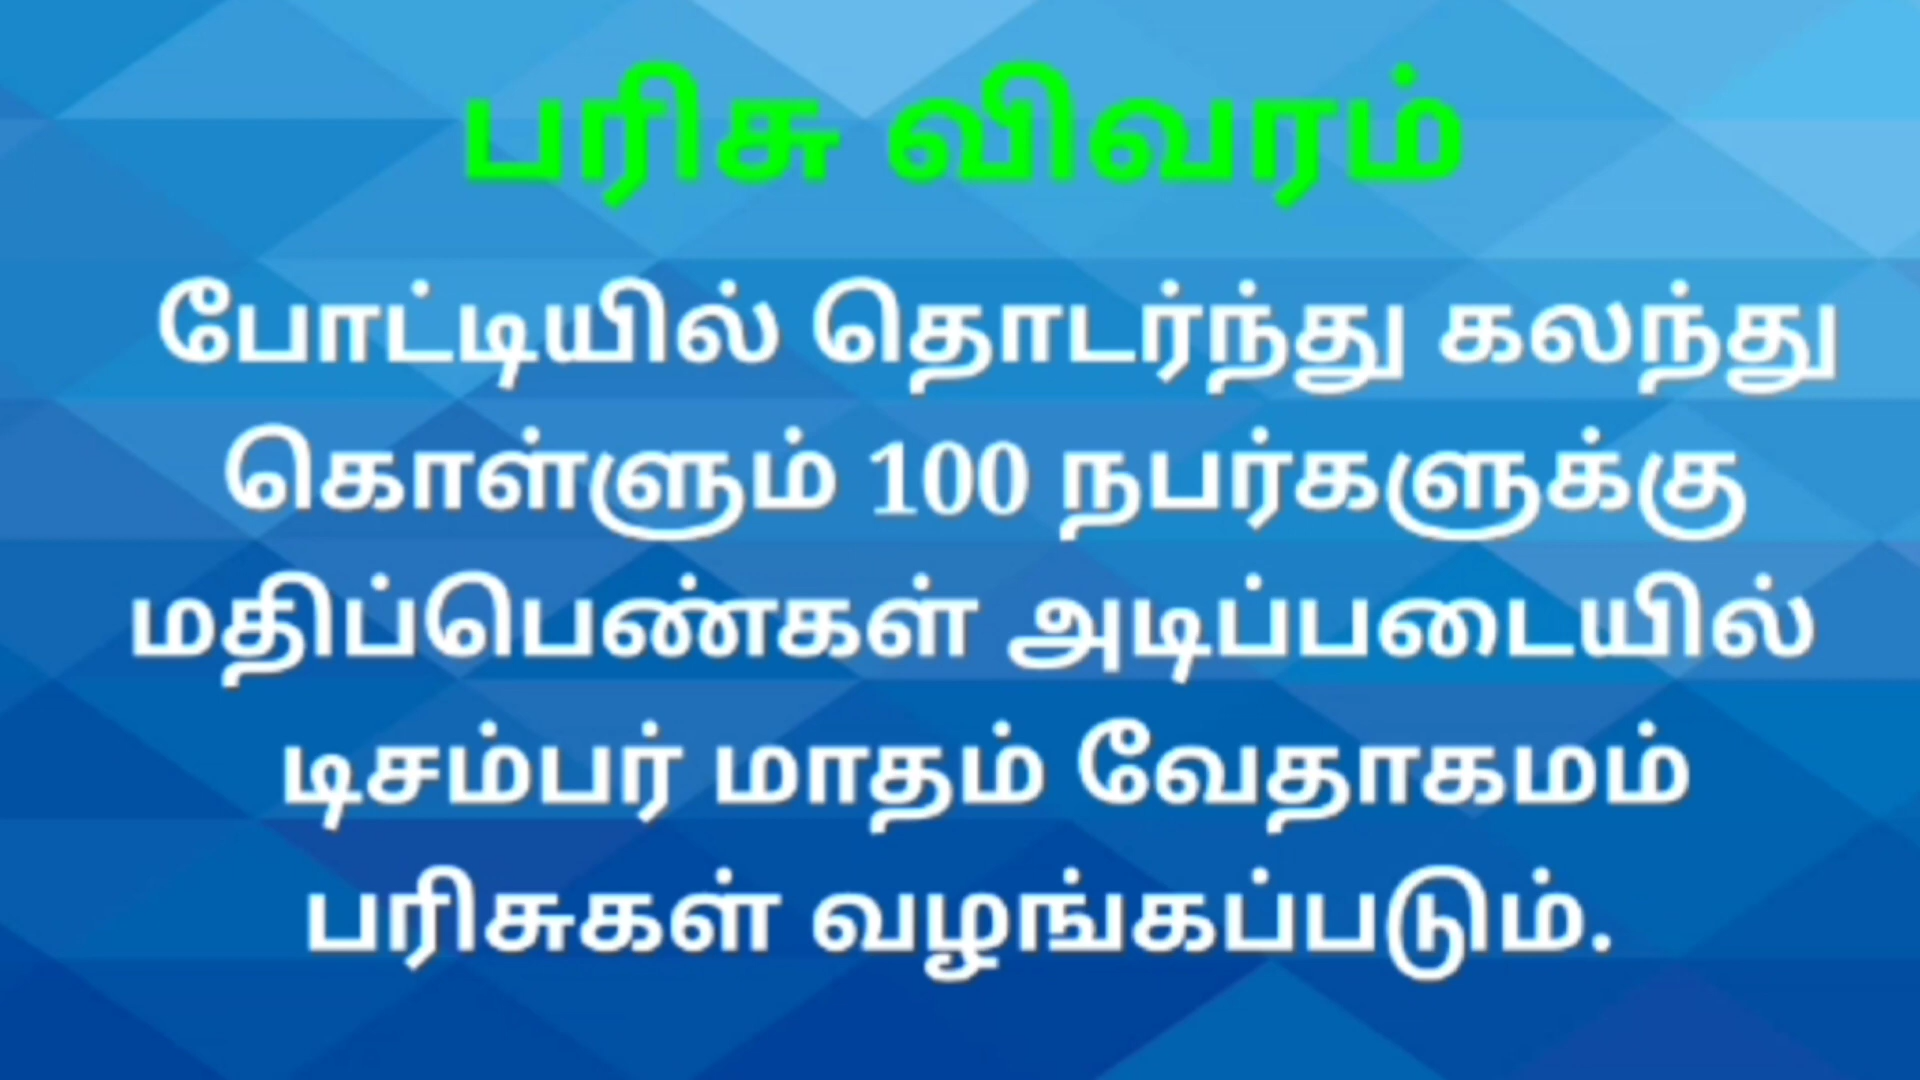 பரிசு விவரம்
போட்டியில் தொடர்ந்து கலந்து
கொள்ளும் 100 நபர்களுக்கு
மதிப்பெண்கள் அடிப்படையில்
டிசம்பர் மாதம் வேதாகமம்
பரிசுகள் வழங்கப்படும்.